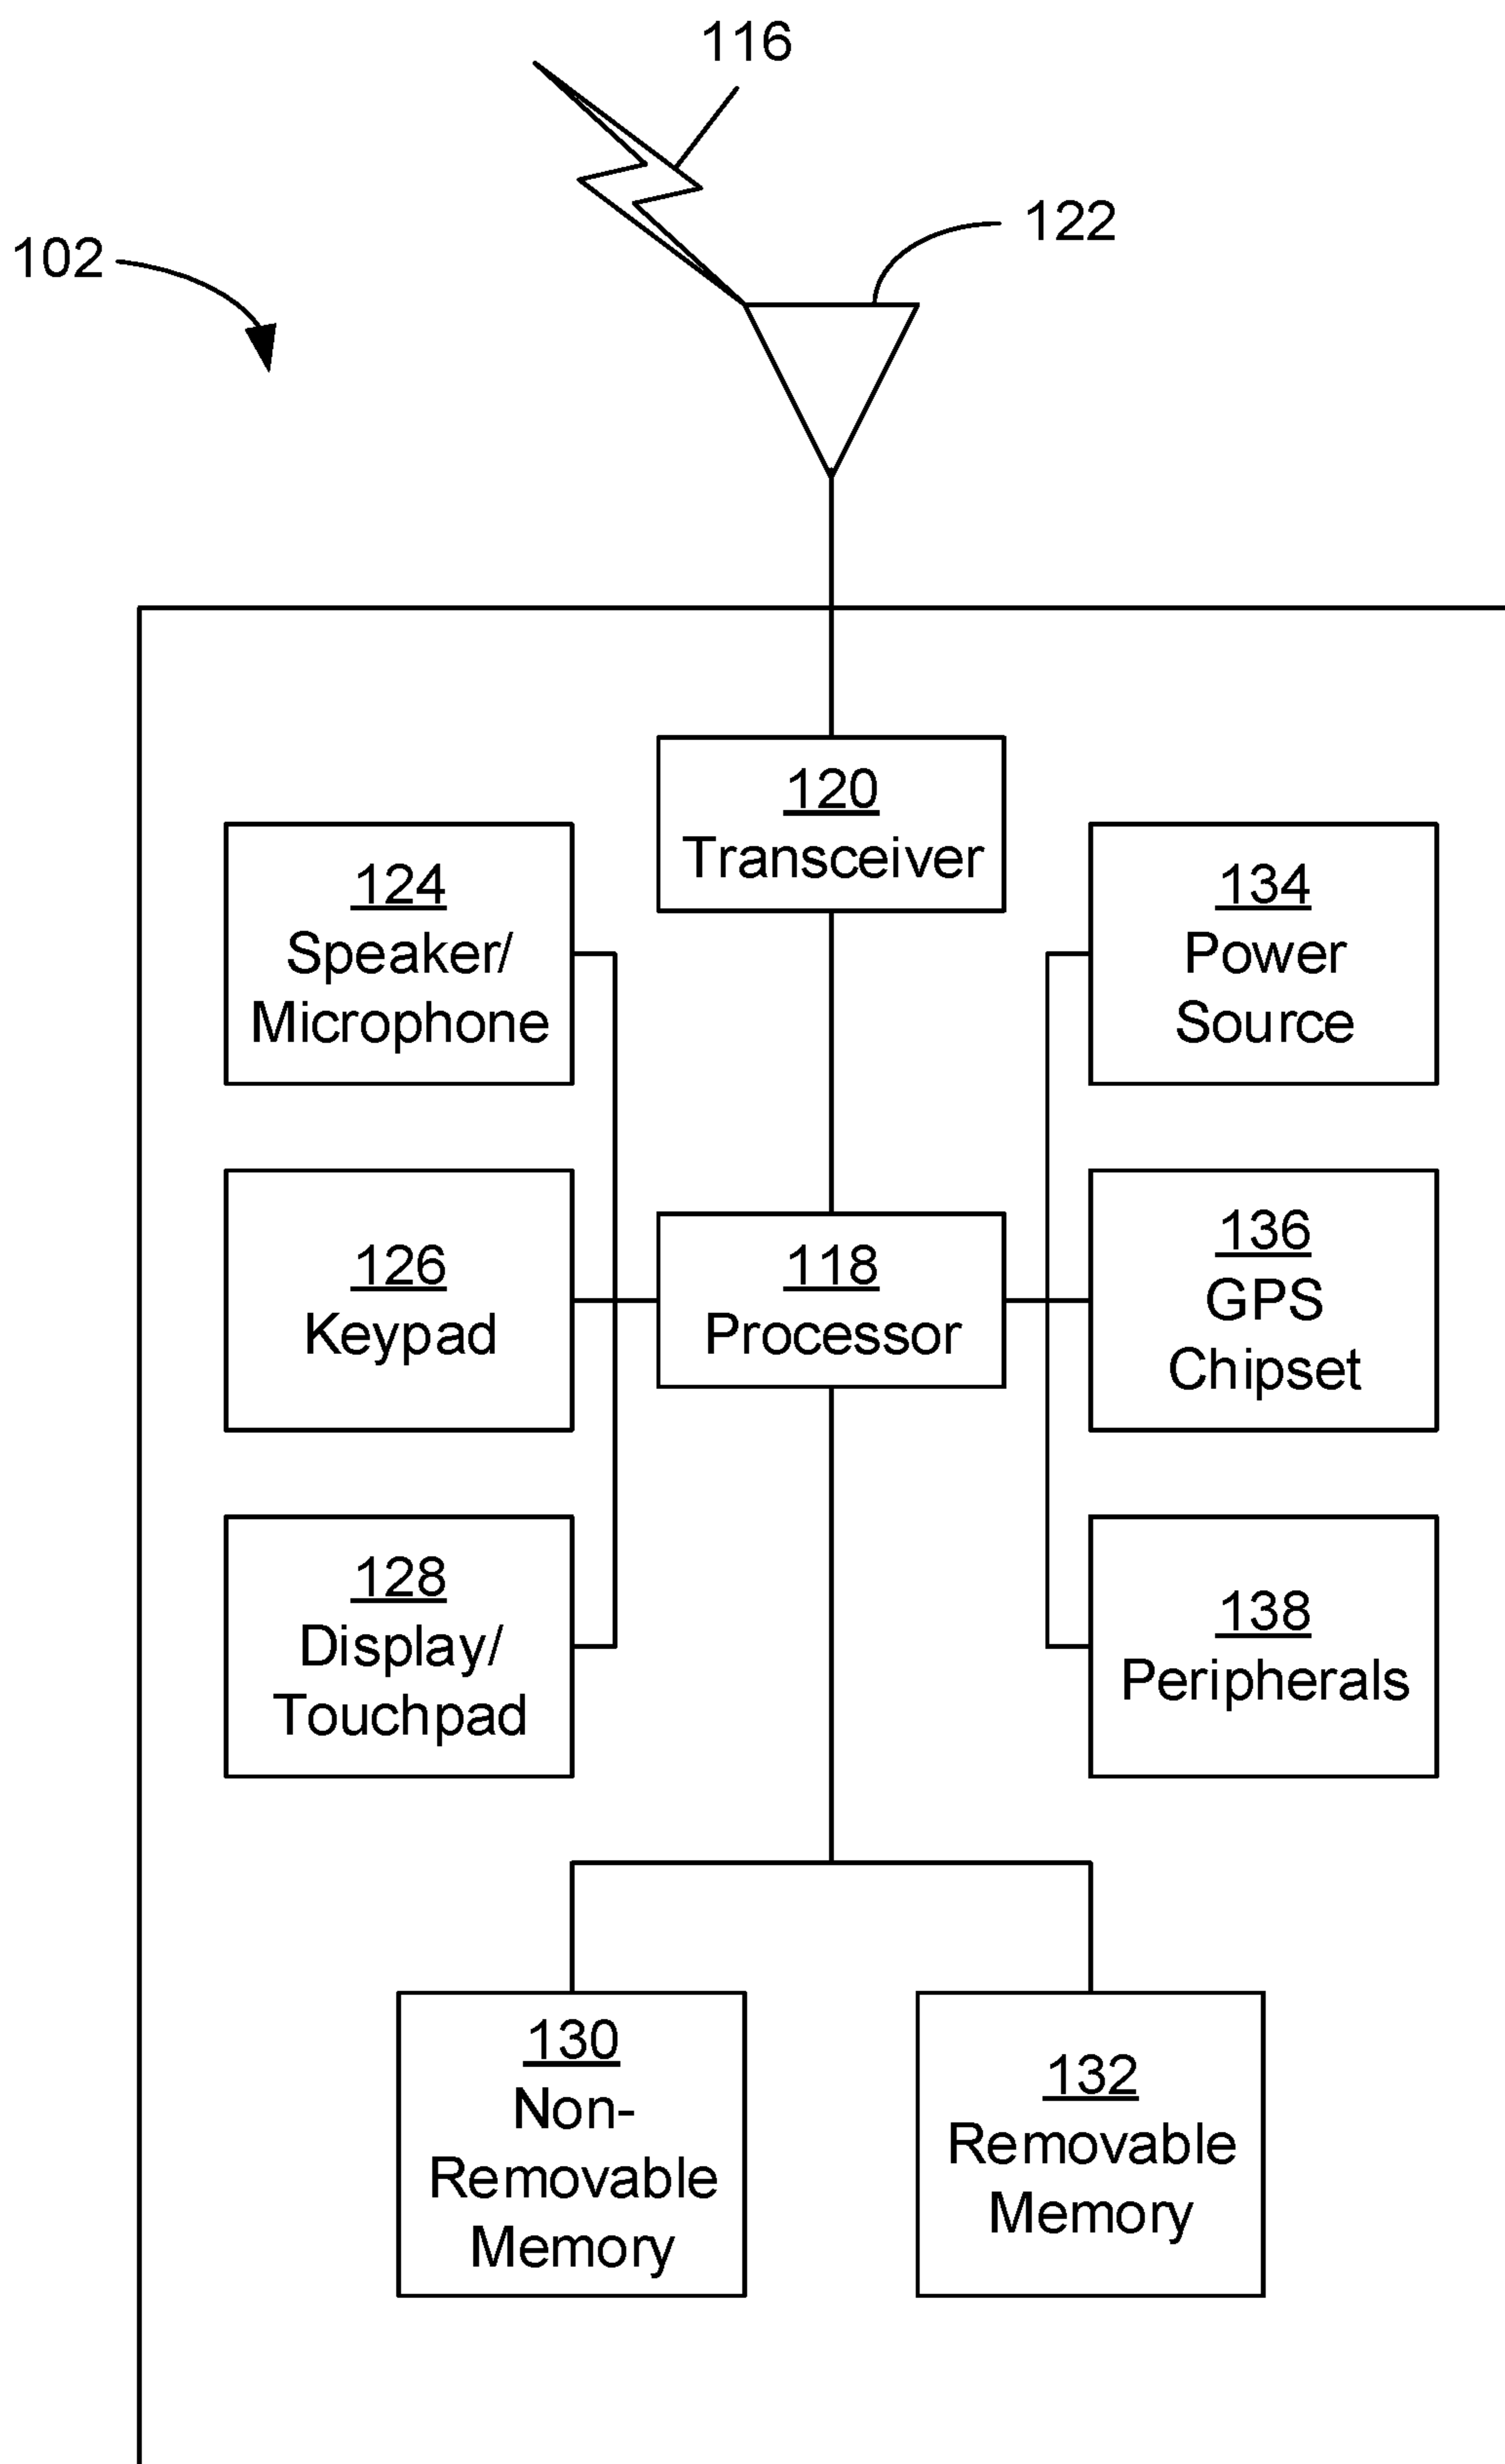 116
122
102
120
Transceiver
124
Speaker/
Microphone
134
Power
Source
126
Keypad
118
Processor
136
GPS
Chipset
128
Display/
Touchpad
138
Peripherals
130
Non-
Removable
Memory
132
Removable
Memory